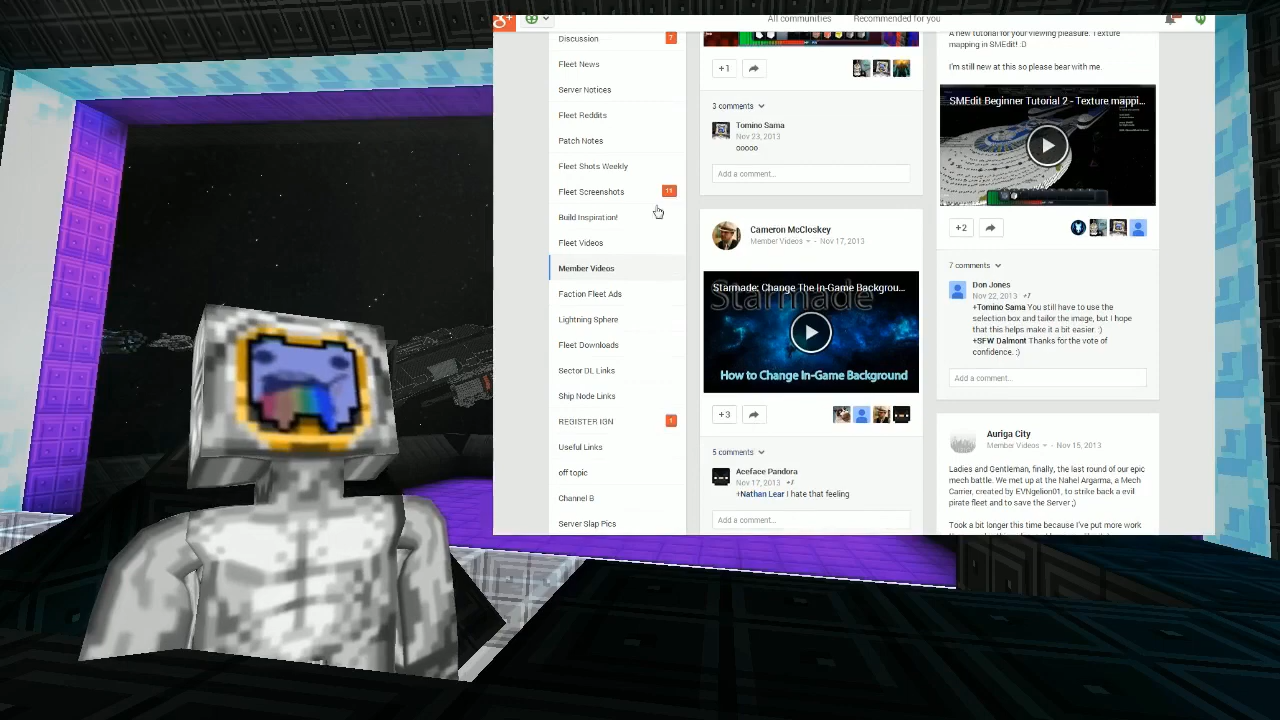 g+
All communities
Recommended for you
Discussion
7
Fleet News
Server Notices
Fleet Reddits
Patch Notes
Fleet Shots Weekly
Fleet Screenshots
11
Build Inspiration!
Fleet Videos
Member Videos
Faction Fleet Ads
Lightning Sphere
Fleet Downloads
Sector DL Links
Ship Node Links
REGISTER IGN
1
Useful Links
off topic
Channel B
Server Slap Pics
+1
3 comments
Tomino Sama
Nov 23, 2013
ooooo
Add a comment...
Cameron McCloskey
Member Videos - Nov 17, 2013
Starmade: Change The In-Game Backgrou...
Starmade
How to Change In-Game Background
+3
5 comments
Aceface Pandora
Nov 17, 2013 +1
+Nathan Lear I hate that feeling
Add a comment...
A new tutorial for your viewing pleasure. Texture
mapping in SMEdit! :D
I'm still new at this so please bear with me.
SMEdit Beginner Tutorial 2 - Texture mappi...
+2
7 comments
Don Jones
Nov 22, 2013 +1
+Tomino Sama You still have to use the
selection box and tailor the image, but I hope
that this helps make it a bit easier. :)
+SFW Dalmont Thanks for the vote of
confidence. :)
Add a comment...
Auriga City
Member Videos - Nov 15, 2013
Ladies and Gentleman, finally, the last round of our epic
mech battle. We met up at the Nahel Argarma, a Mech
Carrier, created by EVNgelion01, to strike back a evil
pirate fleet and to save the Server ;)
Took a bit longer this time because I've put more work